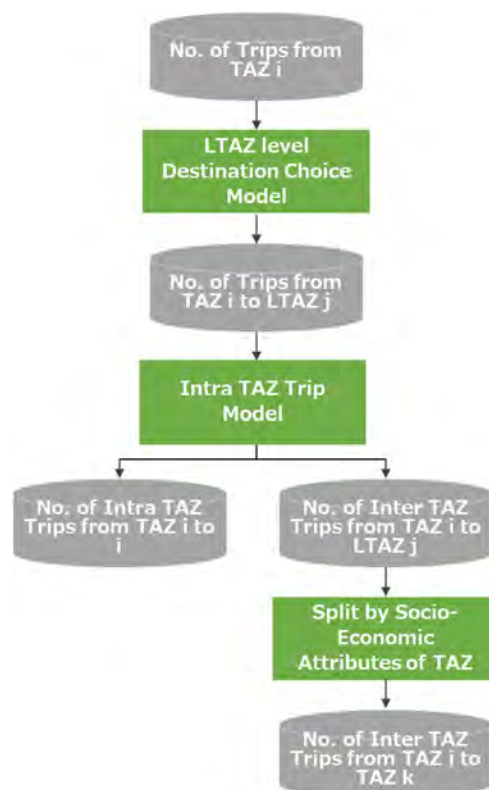 No. of Trips from
TAZ i
LTAZ level
Destination Choice
Model
No. of Trips from
TAZ i to LTAZ j
Intra TAZ Trip
Model
No. of Intra TAZ
Trips from TAZ i to
i
No. of Inter TAZ
Trips from TAZ i to
LTAZ j
Split by Socio-
Economic
Attributes of TAZ
No. of Inter TAZ
Trips from TAZ i to
TAZ k